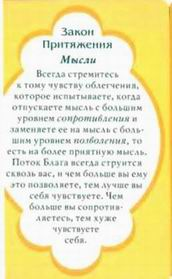 Закон
Притяжения
Мысли
Всегда стремитесь
к тому чувству облегчения,
которое испытываете, когда
отпускаете мысль с большим
уровнем сопротивления и
заменяете ее на мысль с боль-
шим уровнем позволения, то
есть на более приятную мысль.
Поток Блага всегда струится
сквозь вас, и чем больше вы ему
это позволяете, тем лучше вы
себя чувствуете. Чем
больше вы сопротив-
ляетесь, тем хуже
чувствуете
себя.